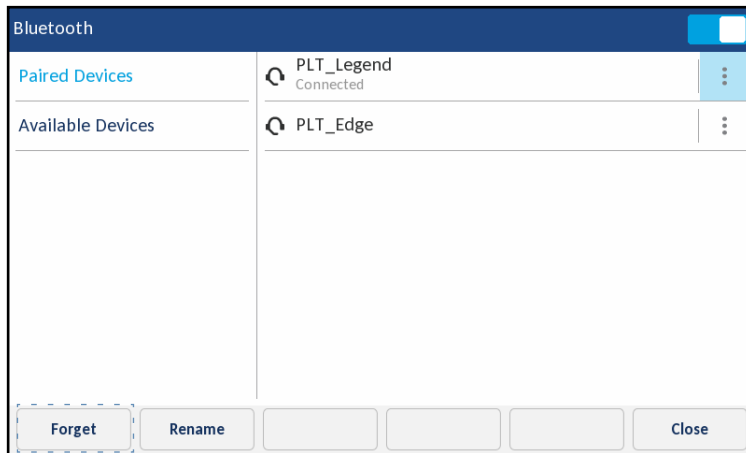 Bluetooth
Paired Devices
Available Devices
PLT_Legend
Connected
PLT_Edge
Forget
Rename
Close